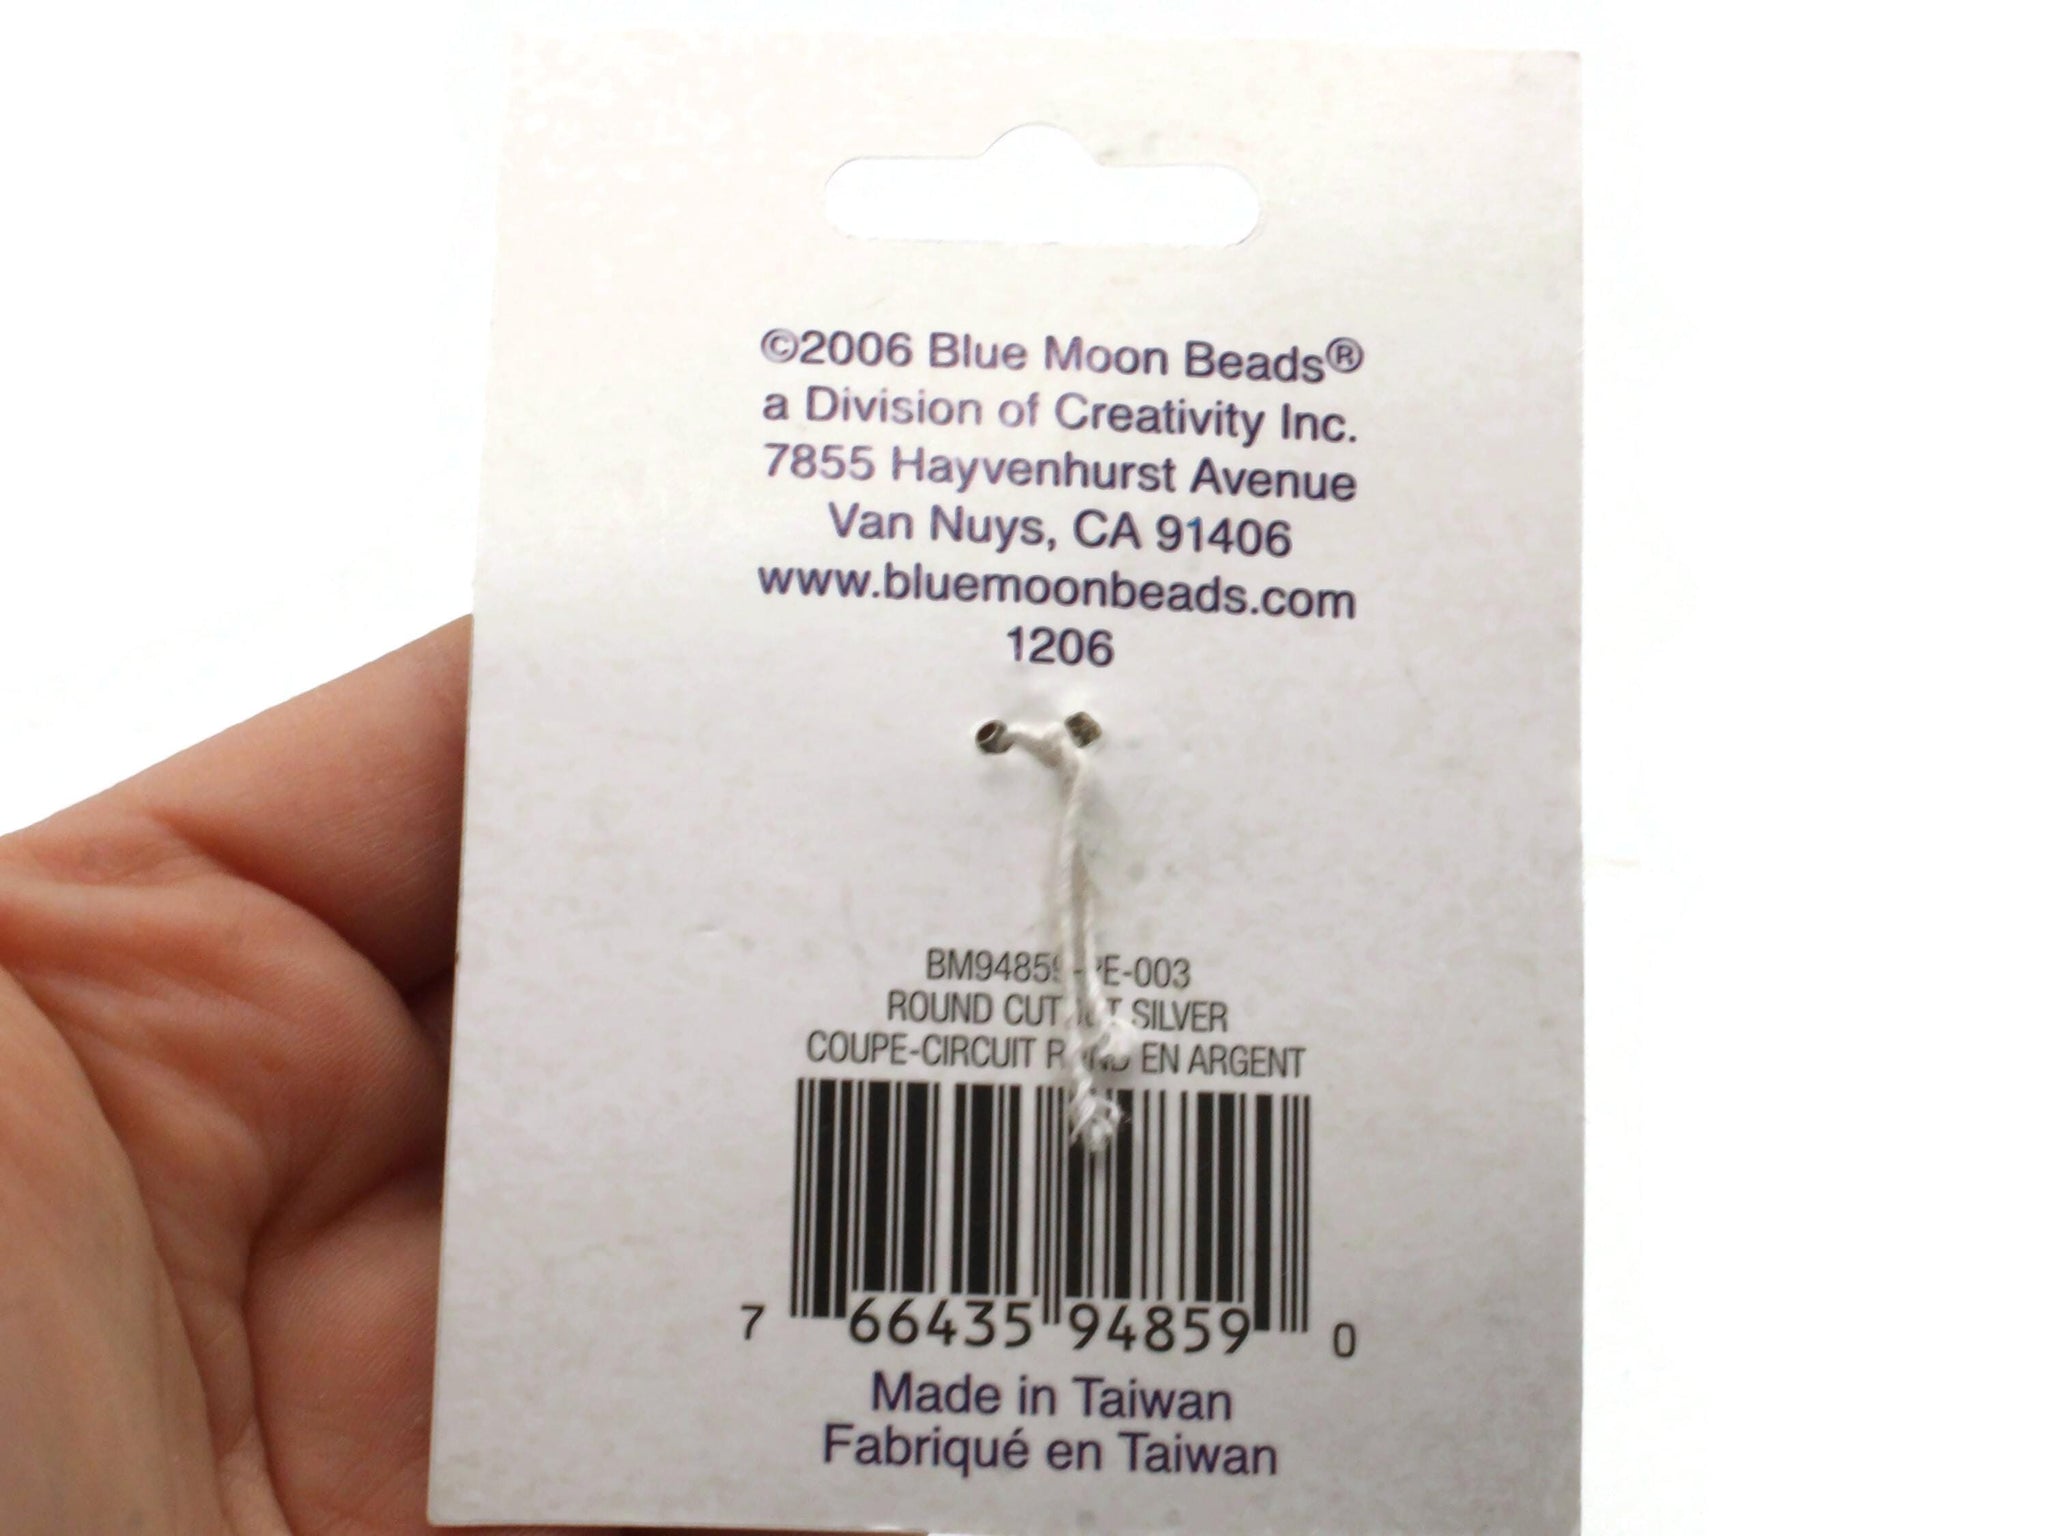 ©2006 Blue Moon Beads®
a Division of Creativity Inc.
7855 Hayvenhurst Avenue
Van Nuys, CA 91406
www.bluemoonbeads.com
1206
ROUND SILVER
COUPE-CIRCUIT EN ARGENT
7 66435 94859 0
Made in Taiwan
Fabriqué en Taiwan